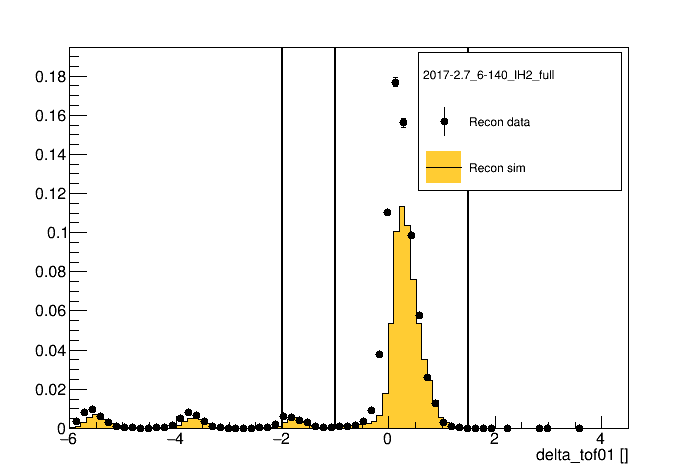 2017-2.7_6-140_IH2_full
Recon data
Recon sim
0.18
0.16
0.14
0.12
0.1
0.08
0.06
0.04
0.02
0
−6 −4 −2 0 2 4
delta_tof01 []